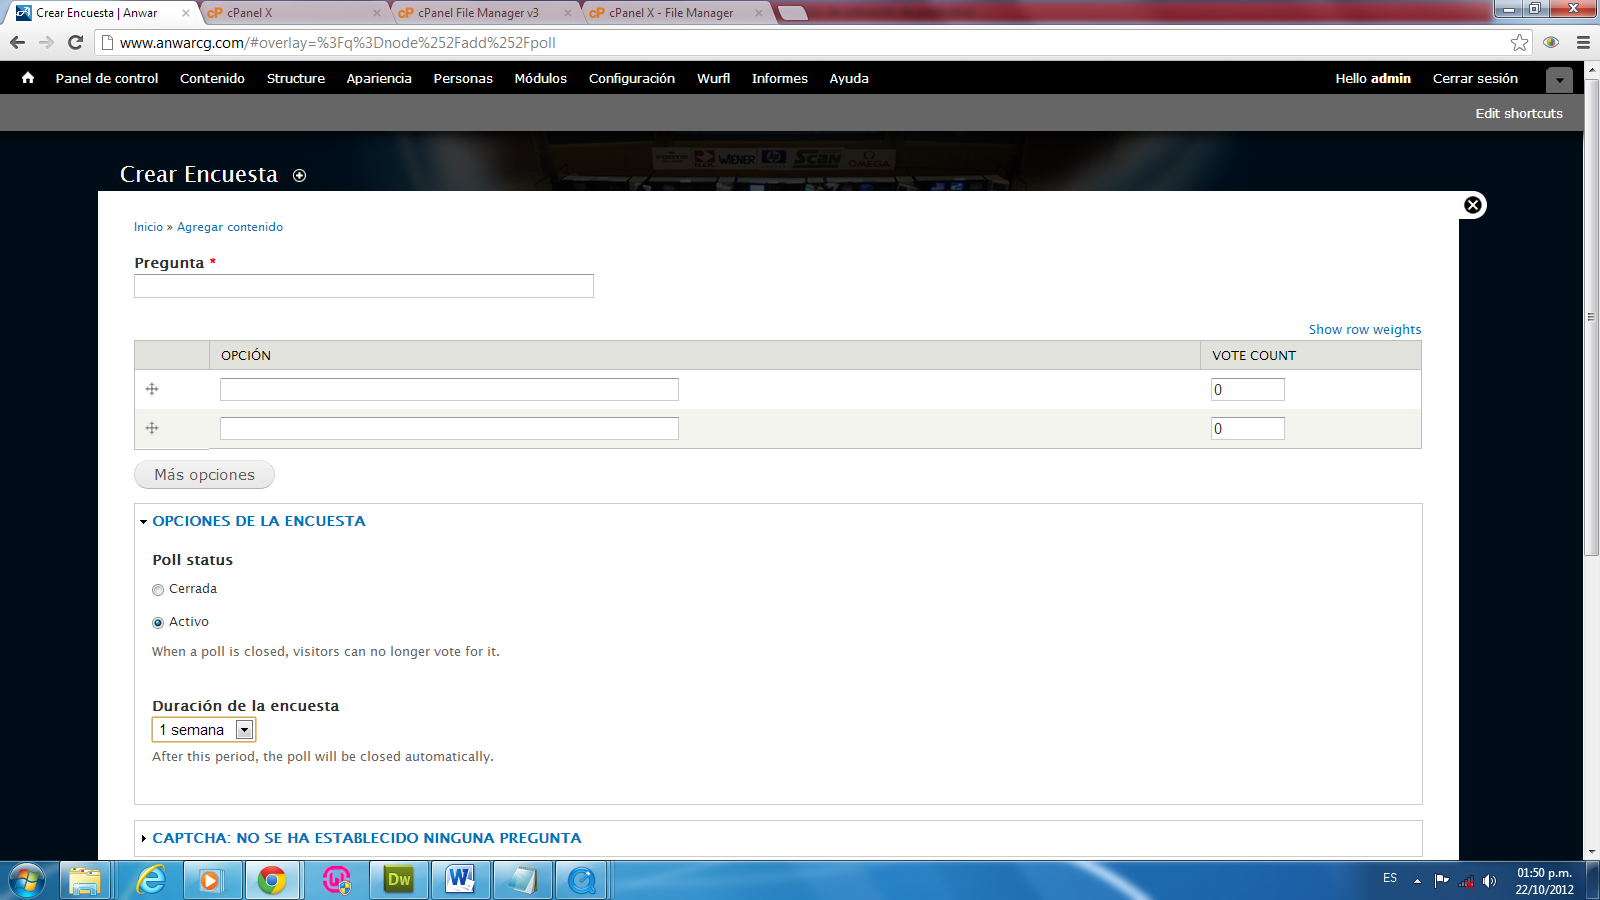 Crear Encuesta | Anwar
cPanel X
cPanel File Manager v3
cPanel X - File Manager
www.anwarcg.com/#overlay=%3Fq%3Dnode%252Fadd%252Fpoll
Panel de control Contenido Structure Apariencia Personas Módulos Configuración Wurfl Informes Ayuda Hello admin Cerrar sesión
Edit shortcuts
WIENER hp SCAN OMEGA
Crear Encuesta
Inicio » Agregar contenido
Pregunta *
Show row weights
OPCIÓN VOTE COUNT
0
0
Más opciones
OPCIONES DE LA ENCUESTA
Poll status
Cerrada
Activo
When a poll is closed, visitors can no longer vote for it.
Duración de la encuesta
1 semana
After this period, the poll will be closed automatically.
CAPTCHA: NO SE HA ESTABLECIDO NINGUNA PREGUNTA
Dw W ES 01:50 p.m.
22/10/2012